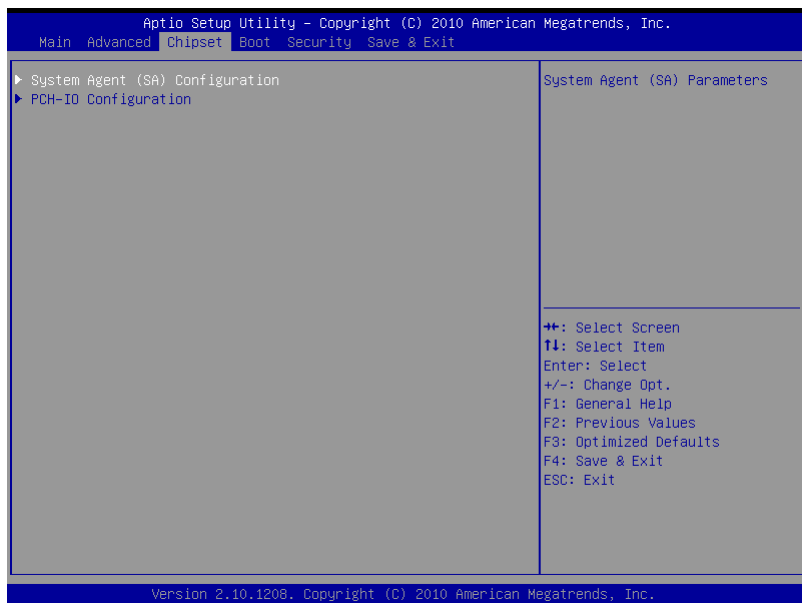 Aptio Setup Utility – Copyright (C) 2010 American Megatrends, Inc.
Main Advanced Chipset Boot Security Save & Exit
System Agent (SA) Configuration
PCH-IO Configuration
System Agent (SA) Parameters
→←: Select Screen
↑↓: Select Item
Enter: Select
+/-: Change Opt.
F1: General Help
F2: Previous Values
F3: Optimized Defaults
F4: Save & Exit
ESC: Exit
Version 2.10.1208. Copyright (C) 2010 American Megatrends, Inc.